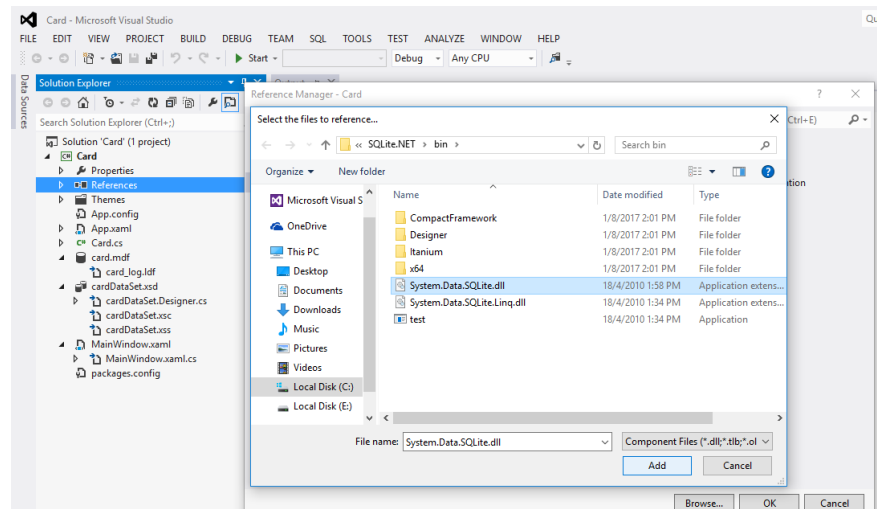 Card - Microsoft Visual Studio
Qu
FILE EDIT VIEW PROJECT BUILD DEBUG TEAM SQL TOOLS TEST ANALYZE WINDOW HELP
Start Debug Any CPU
Data Sources
Solution Explorer
Search Solution Explorer (Ctrl+;)
Solution 'Card' (1 project)
C# Card
Properties
References
Themes
App.config
App.xaml
C# Card.cs
card.mdf
card_log.ldf
cardDataSet.xsd
cardDataSet.Designer.cs
cardDataSet.xsc
cardDataSet.xss
MainWindow.xaml
MainWindow.xaml.cs
packages.config
Reference Manager - Card
?
Ctrl+E)
tion
Select the files to reference...
« SQLite.NET > bin >
Search bin
Organize New folder
?
Microsoft Visual S
OneDrive
This PC
Desktop
Documents
Downloads
Music
Pictures
Videos
Local Disk (C:)
Local Disk (E:)
Name Date modified Type
CompactFramework 1/8/2017 2:01 PM File folder
Designer 1/8/2017 2:01 PM File folder
Itanium 1/8/2017 2:01 PM File folder
x64 1/8/2017 2:01 PM File folder
System.Data.SQLite.dll 18/4/2010 1:58 PM Application extens...
System.Data.SQLite.Linq.dll 18/4/2010 1:34 PM Application extens...
test 18/4/2010 1:34 PM Application
File name: System.Data.SQLite.dll Component Files (*.dll;*.tlb;*.ol
Add Cancel
Browse... OK Cancel